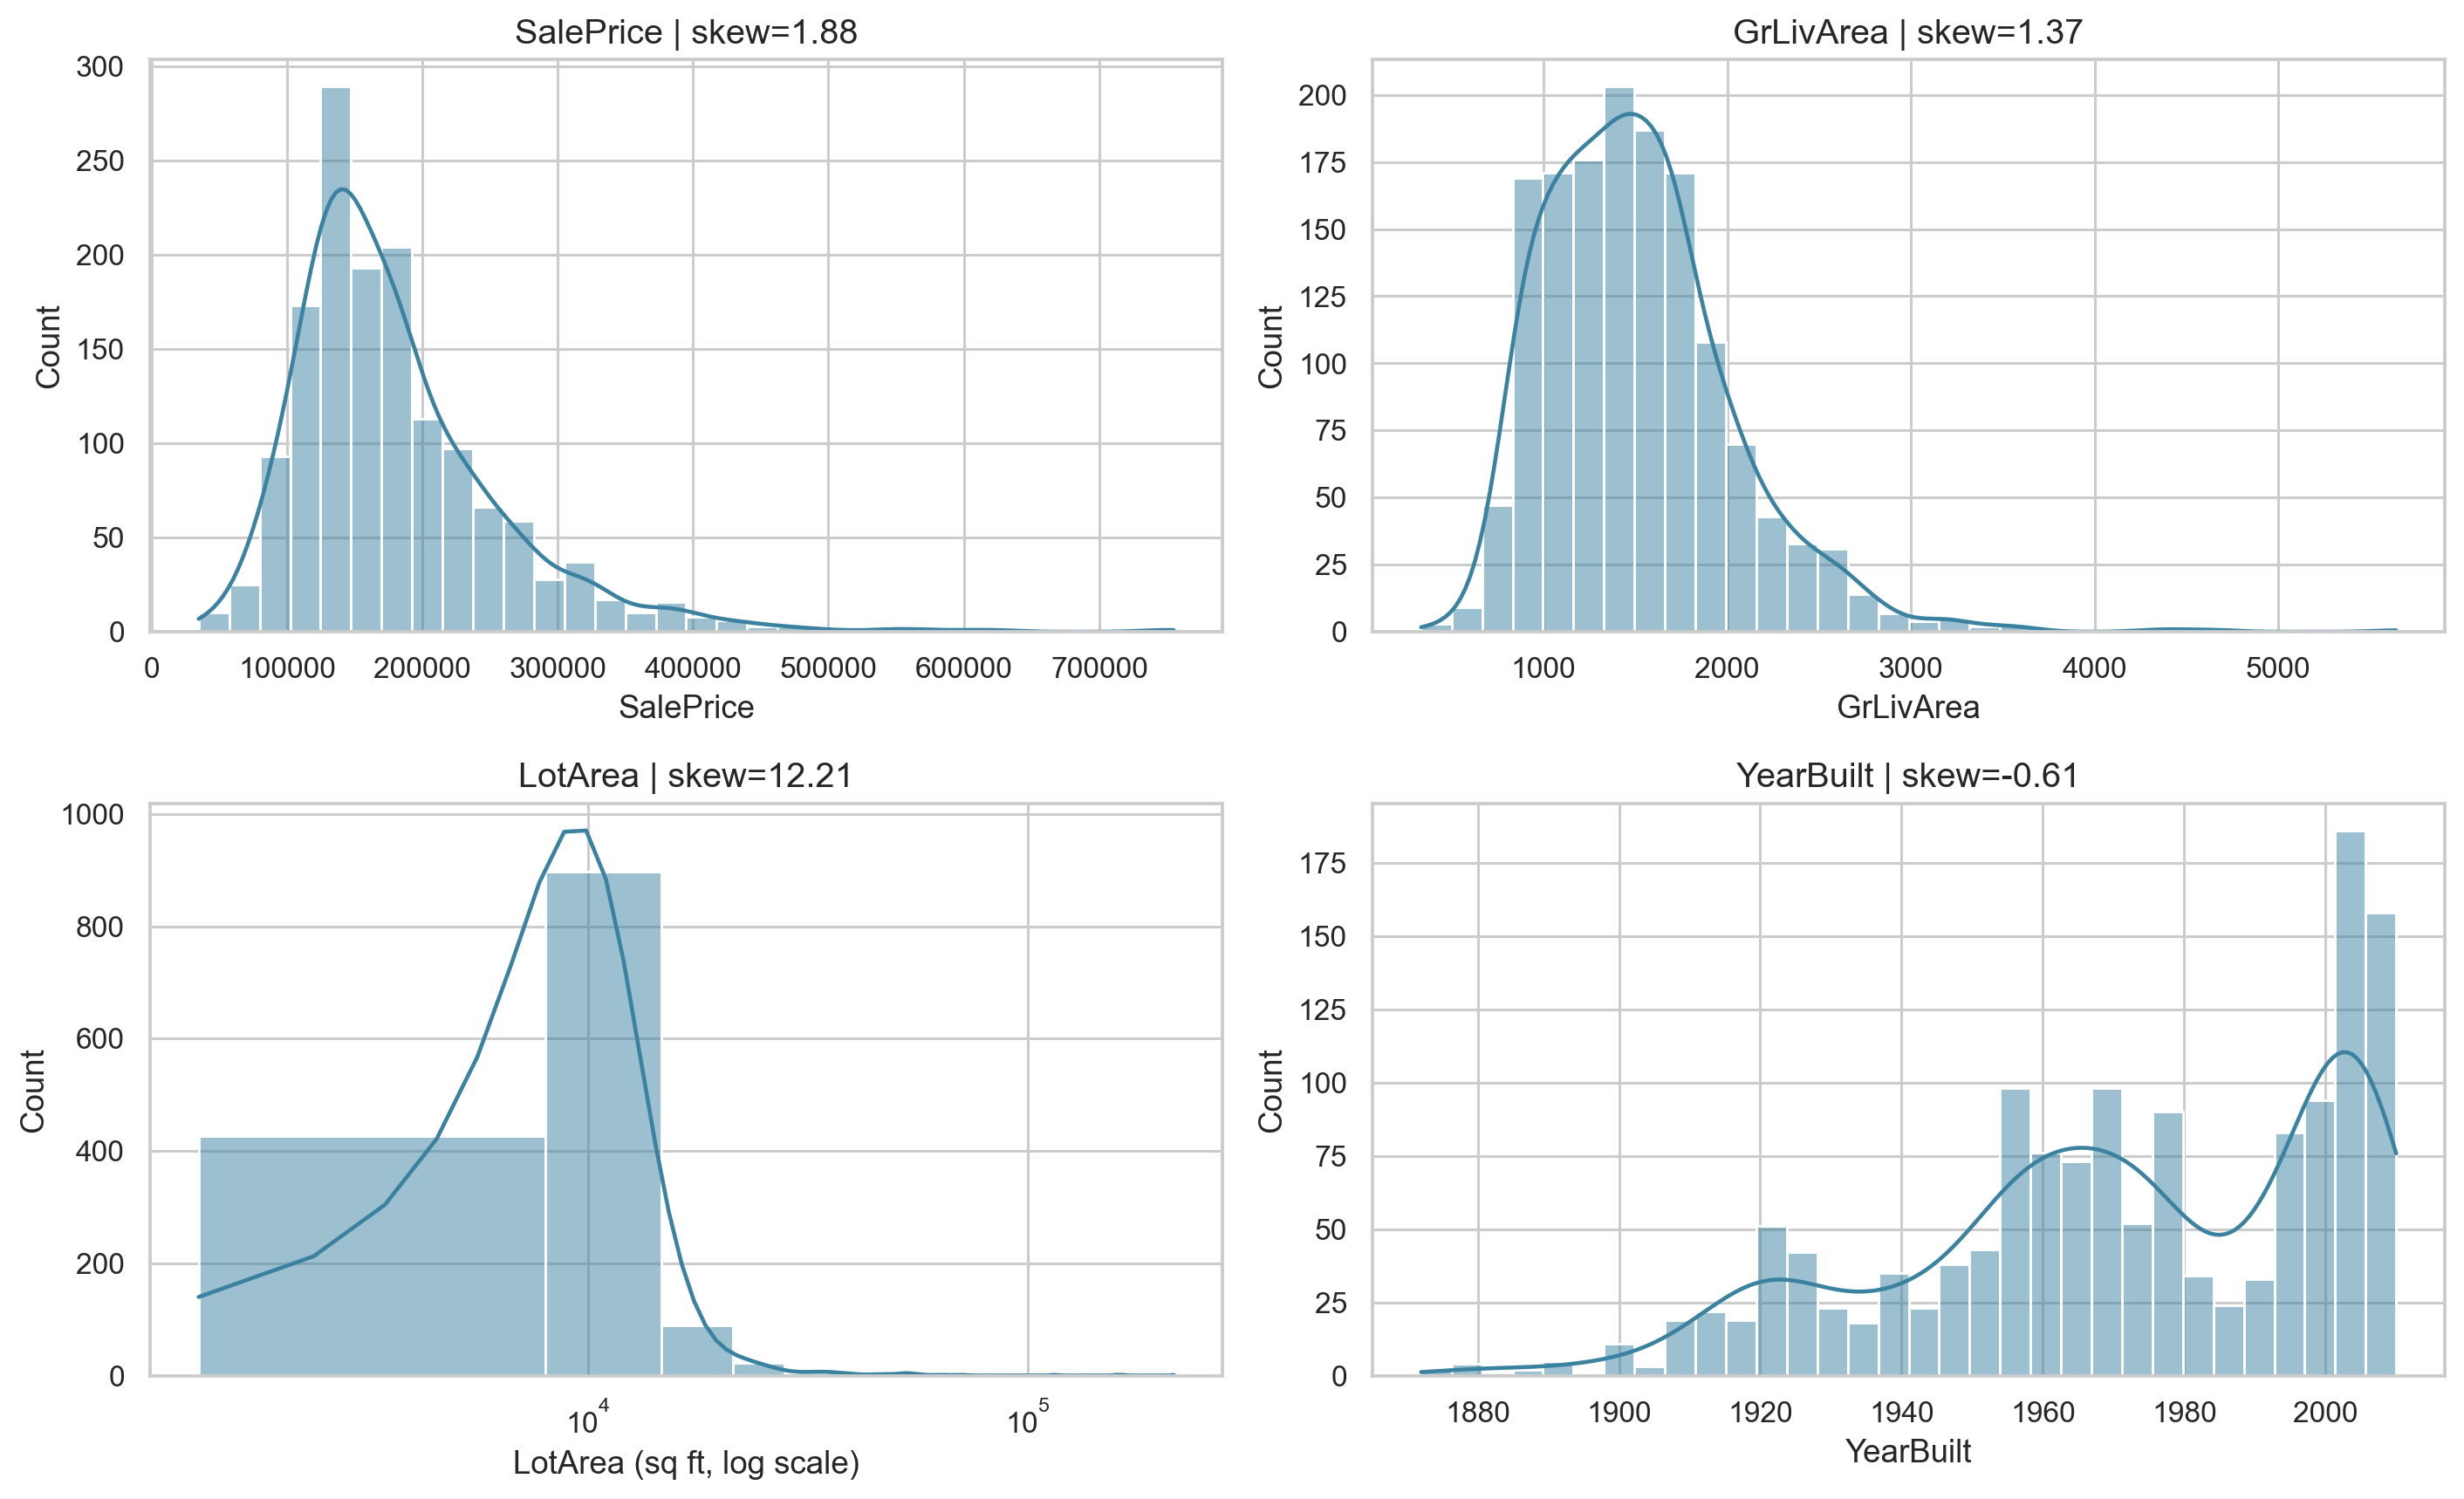 SalePrice | skew=1.88
300
250
200
150
100
50
0
Count
0 100000 200000 300000 400000 500000 600000 700000
SalePrice
GrLivArea | skew=1.37
200
175
150
125
100
75
50
25
0
Count
1000 2000 3000 4000 5000
GrLivArea
LotArea | skew=12.21
1000
800
600
400
200
0
Count
10⁴ 10⁵
LotArea (sq ft, log scale)
YearBuilt | skew=-0.61
175
150
125
100
75
50
25
0
Count
1880 1900 1920 1940 1960 1980 2000
YearBuilt